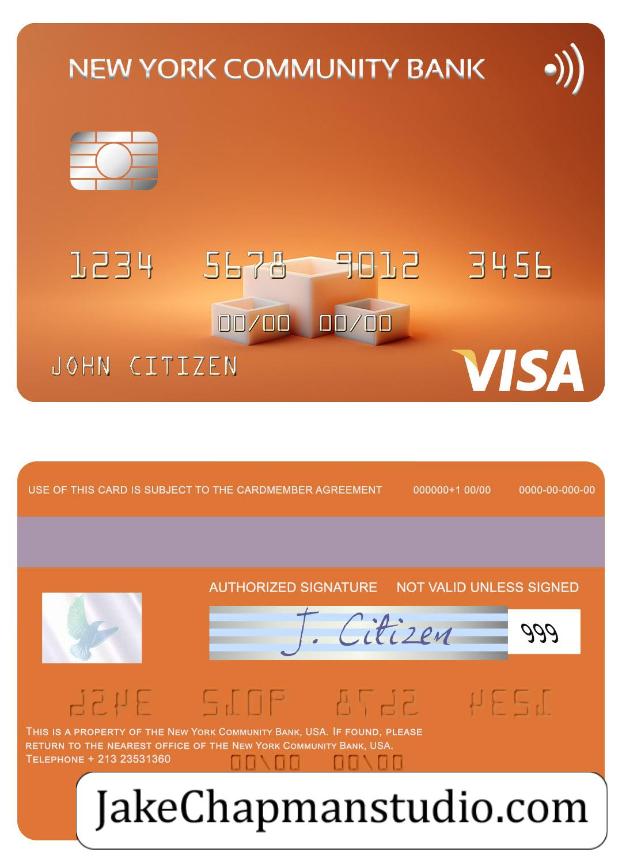 NEW YORK COMMUNITY BANK
1234 5678 9012 3456
00/00 00/00
JOHN CITIZEN
VISA
USE OF THIS CARD IS SUBJECT TO THE CARDMEMBER AGREEMENT 000000+1 00/00 0000-00-000-00
AUTHORIZED SIGNATURE NOT VALID UNLESS SIGNED
J. Citizen 999
THIS IS A PROPERTY OF THE NEW YORK COMMUNITY BANK, USA. IF FOUND, PLEASE
RETURN TO THE NEAREST OFFICE OF THE NEW YORK COMMUNITY BANK, USA.
TELEPHONE + 213 23531360
00/00 00/00
JakeChapmanstudio.com